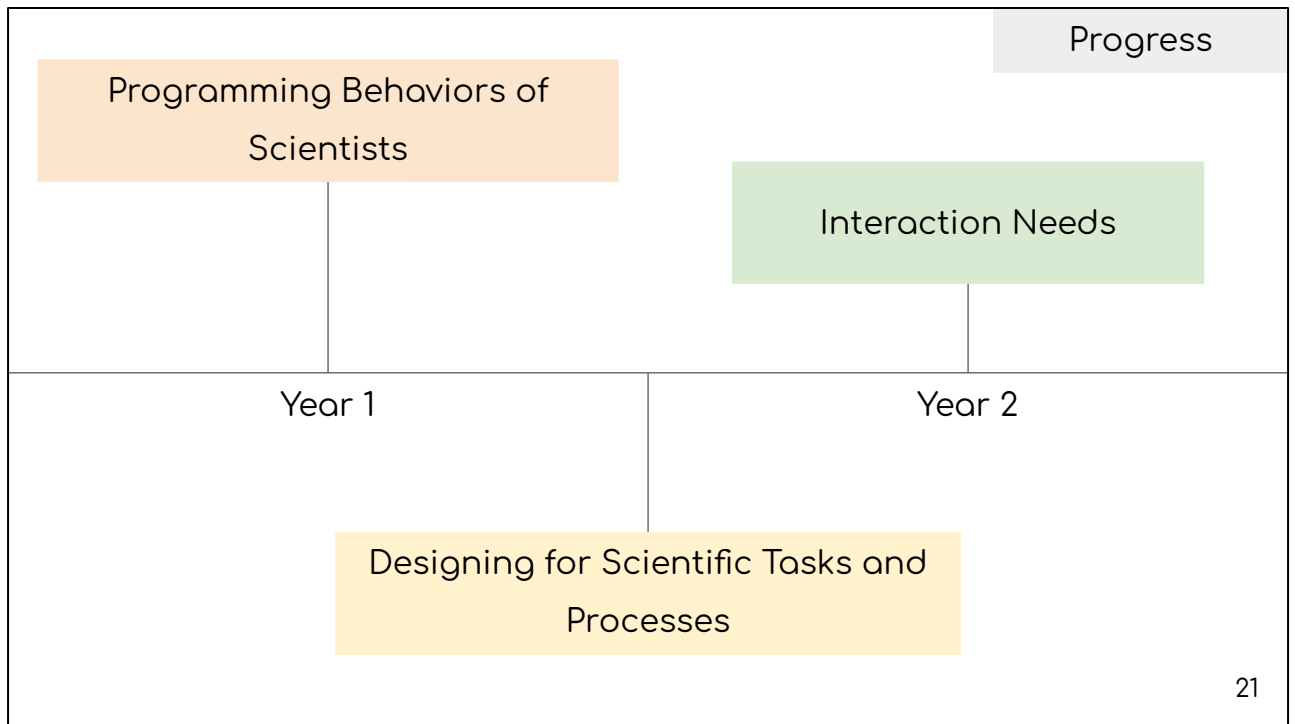 Progress
Programming Behaviors of
Scientists
Interaction Needs
Year 1
Year 2
Designing for Scientific Tasks and
Processes
21